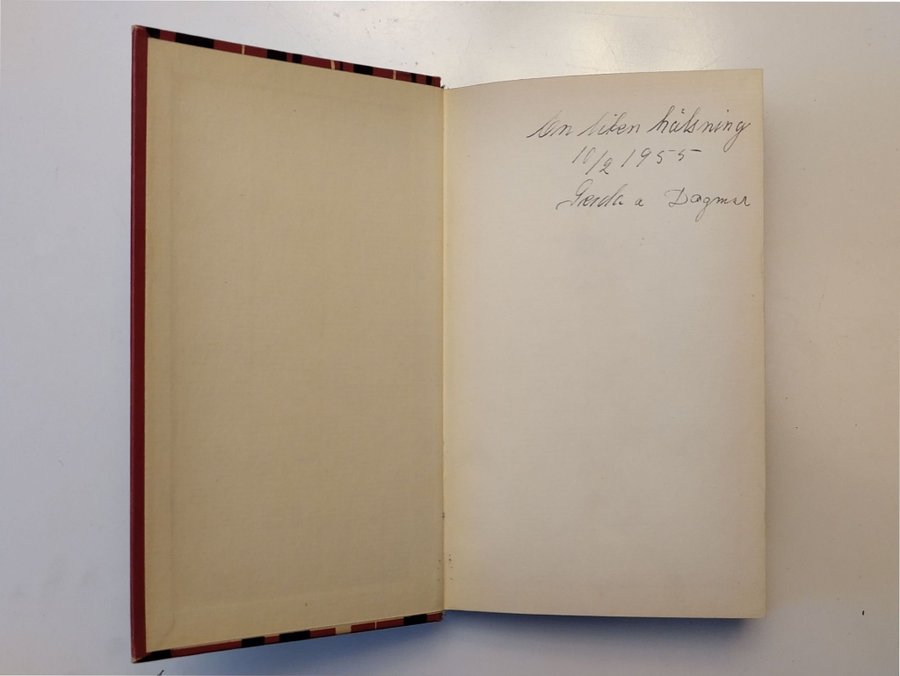 En liten hälsning
10/2 1955
Gerda o Dagmar